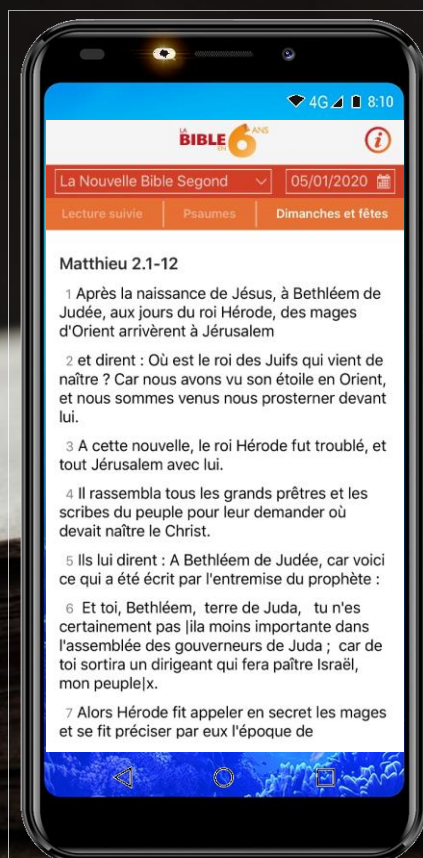 4G 8:10
LA BIBLE EN 6 ANS
La Nouvelle Bible Segond 05/01/2020
Lecture suivie Psaumes Dimanches et fêtes
Matthieu 2.1-12
1 Après la naissance de Jésus, à Bethléem de
Judée, aux jours du roi Hérode, des mages
d'Orient arrivèrent à Jérusalem
2 et dirent : Où est le roi des Juifs qui vient de
naître ? Car nous avons vu son étoile en Orient,
et nous sommes venus nous prosterner devant
lui.
3 A cette nouvelle, le roi Hérode fut troublé, et
tout Jérusalem avec lui.
4 Il rassembla tous les grands prêtres et les
scribes du peuple pour leur demander où
devait naître le Christ.
5 Ils lui dirent : A Bethléem de Judée, car voici
ce qui a été écrit par l'entremise du prophète :
6 Et toi, Bethléem, terre de Juda, tu n'es
certainement pas |ila moins importante dans
l'assemblée des gouverneurs de Juda ; car de
toi sortira un dirigeant qui fera paître Israël,
mon peuple|x.
7 Alors Hérode fit appeler en secret les mages
et se fit préciser par eux l'époque de